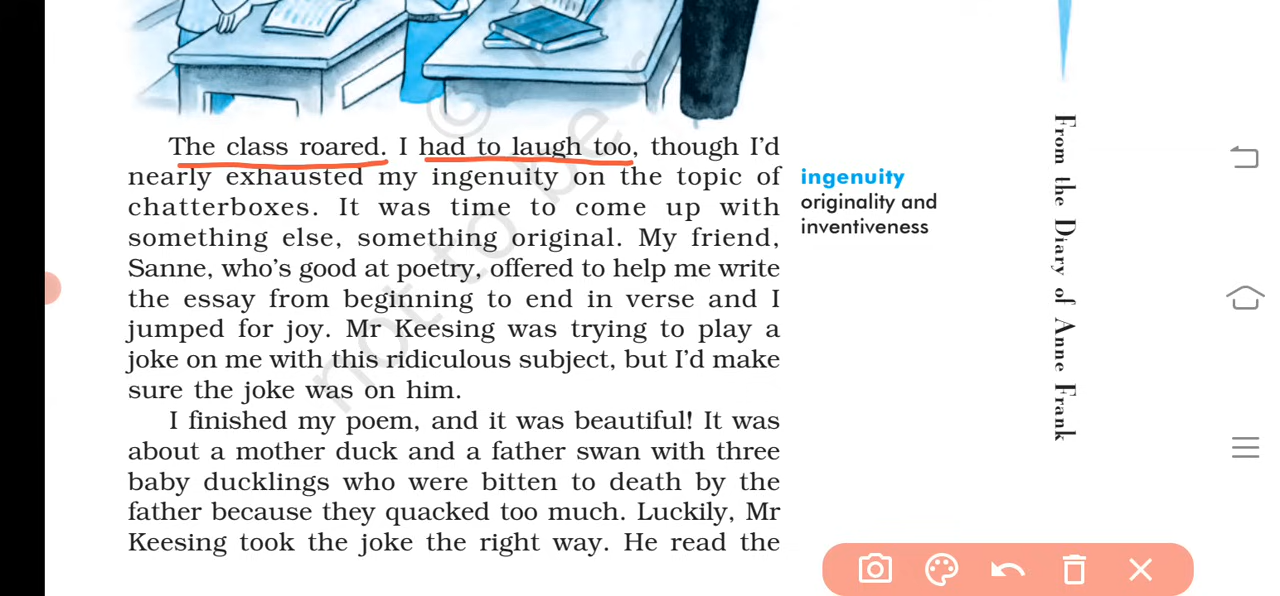 The class roared. I had to laugh too, though I'd
nearly exhausted my ingenuity on the topic of
chatterboxes. It was time to come up with
something else, something original. My friend,
Sanne, who's good at poetry, offered to help me write
the essay from beginning to end in verse and I
jumped for joy. Mr Keesing was trying to play a
joke on me with this ridiculous subject, but I'd make
sure the joke was on him.
I finished my poem, and it was beautiful! It was
about a mother duck and a father swan with three
baby ducklings who were bitten to death by the
father because they quacked too much. Luckily, Mr
Keesing took the joke the right way. He read the
ingenuity
originality and
inventiveness
From the Diary of Anne Frank
©
not to be